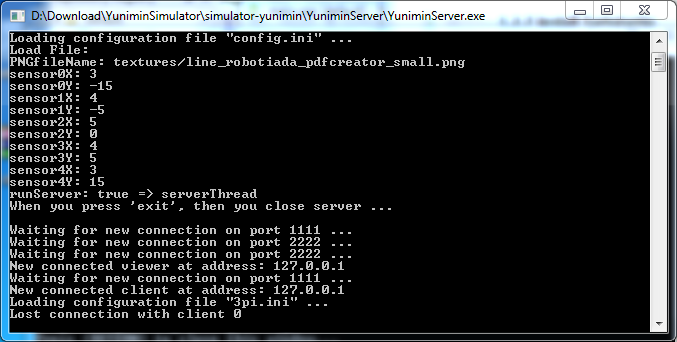 D:\Download\YuniminSimulator\simulator-yunimin\YuniminServer\YuniminServer.exe
Loading configuration file "config.ini" ...
Load File:
PNGfileName: textures/line_robotiada_pdfcreator_small.png
sensor0X: 3
sensor0Y: -15
sensor1X: 4
sensor1Y: -5
sensor2X: 5
sensor2Y: 0
sensor3X: 4
sensor3Y: 5
sensor4X: 3
sensor4Y: 15
runServer: true => serverThread
When you press 'exit', then you close server ...
Waiting for new connection on port 1111 ...
Waiting for new connection on port 2222 ...
Waiting for new connection on port 2222 ...
New connected viewer at address: 127.0.0.1
Waiting for new connection on port 1111 ...
New connected client at address: 127.0.0.1
Loading configuration file "3pi.ini" ...
Lost connection with client 0